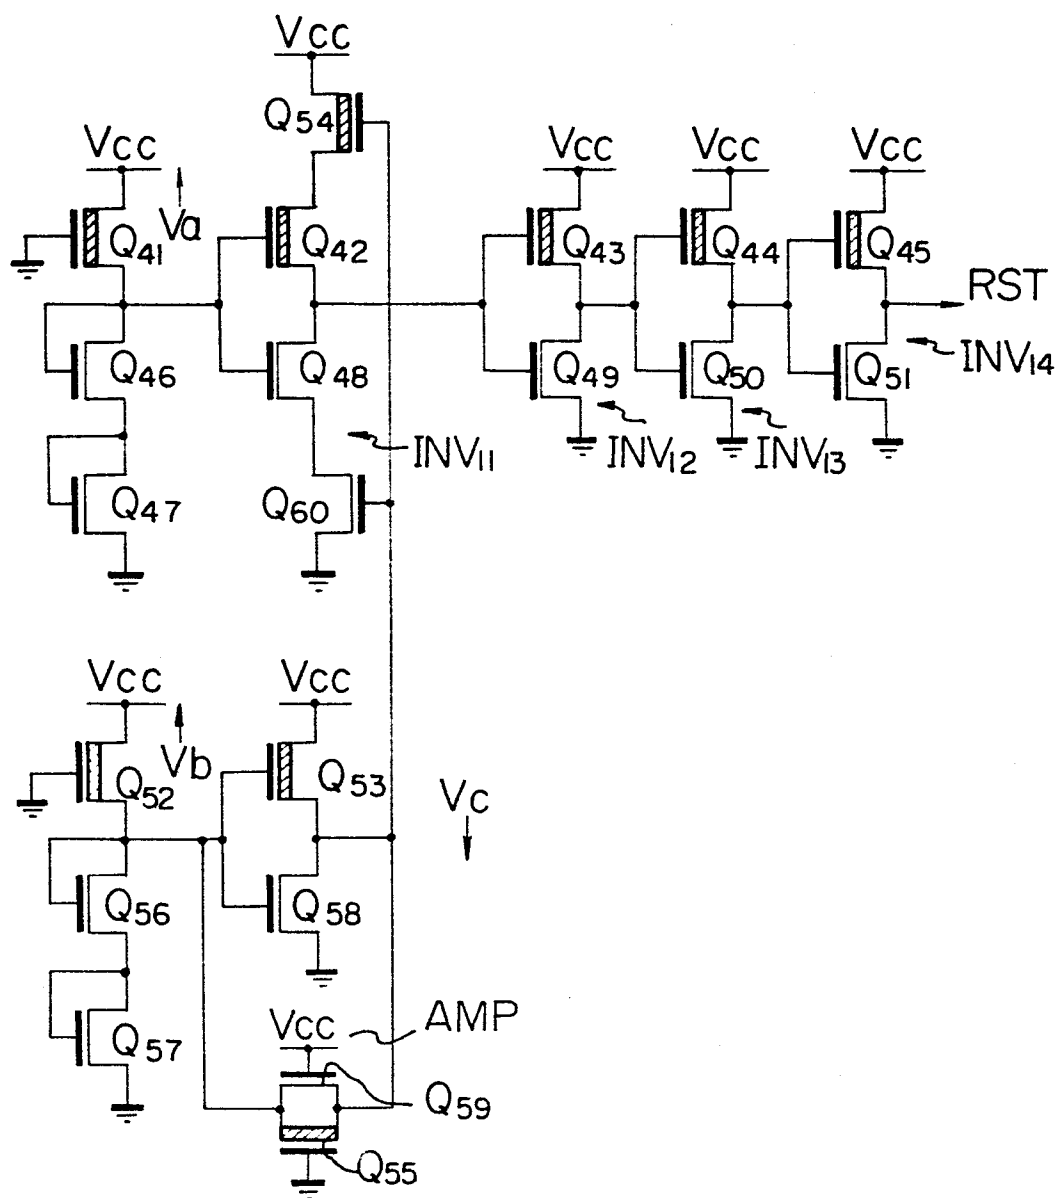 Vcc
Q54
Vcc
Va
Vcc
Vcc
Vcc
Q41
Q42
Q43
Q44
Q45
RST
Q46
Q48
Q49
Q50
Q51
INV14
INV11
INV12
INV13
Q47
Q60
Vcc
Vcc
Vb
Q52
Q53
Vc
Q56
Q58
Vcc
AMP
Q57
Q59
Q55